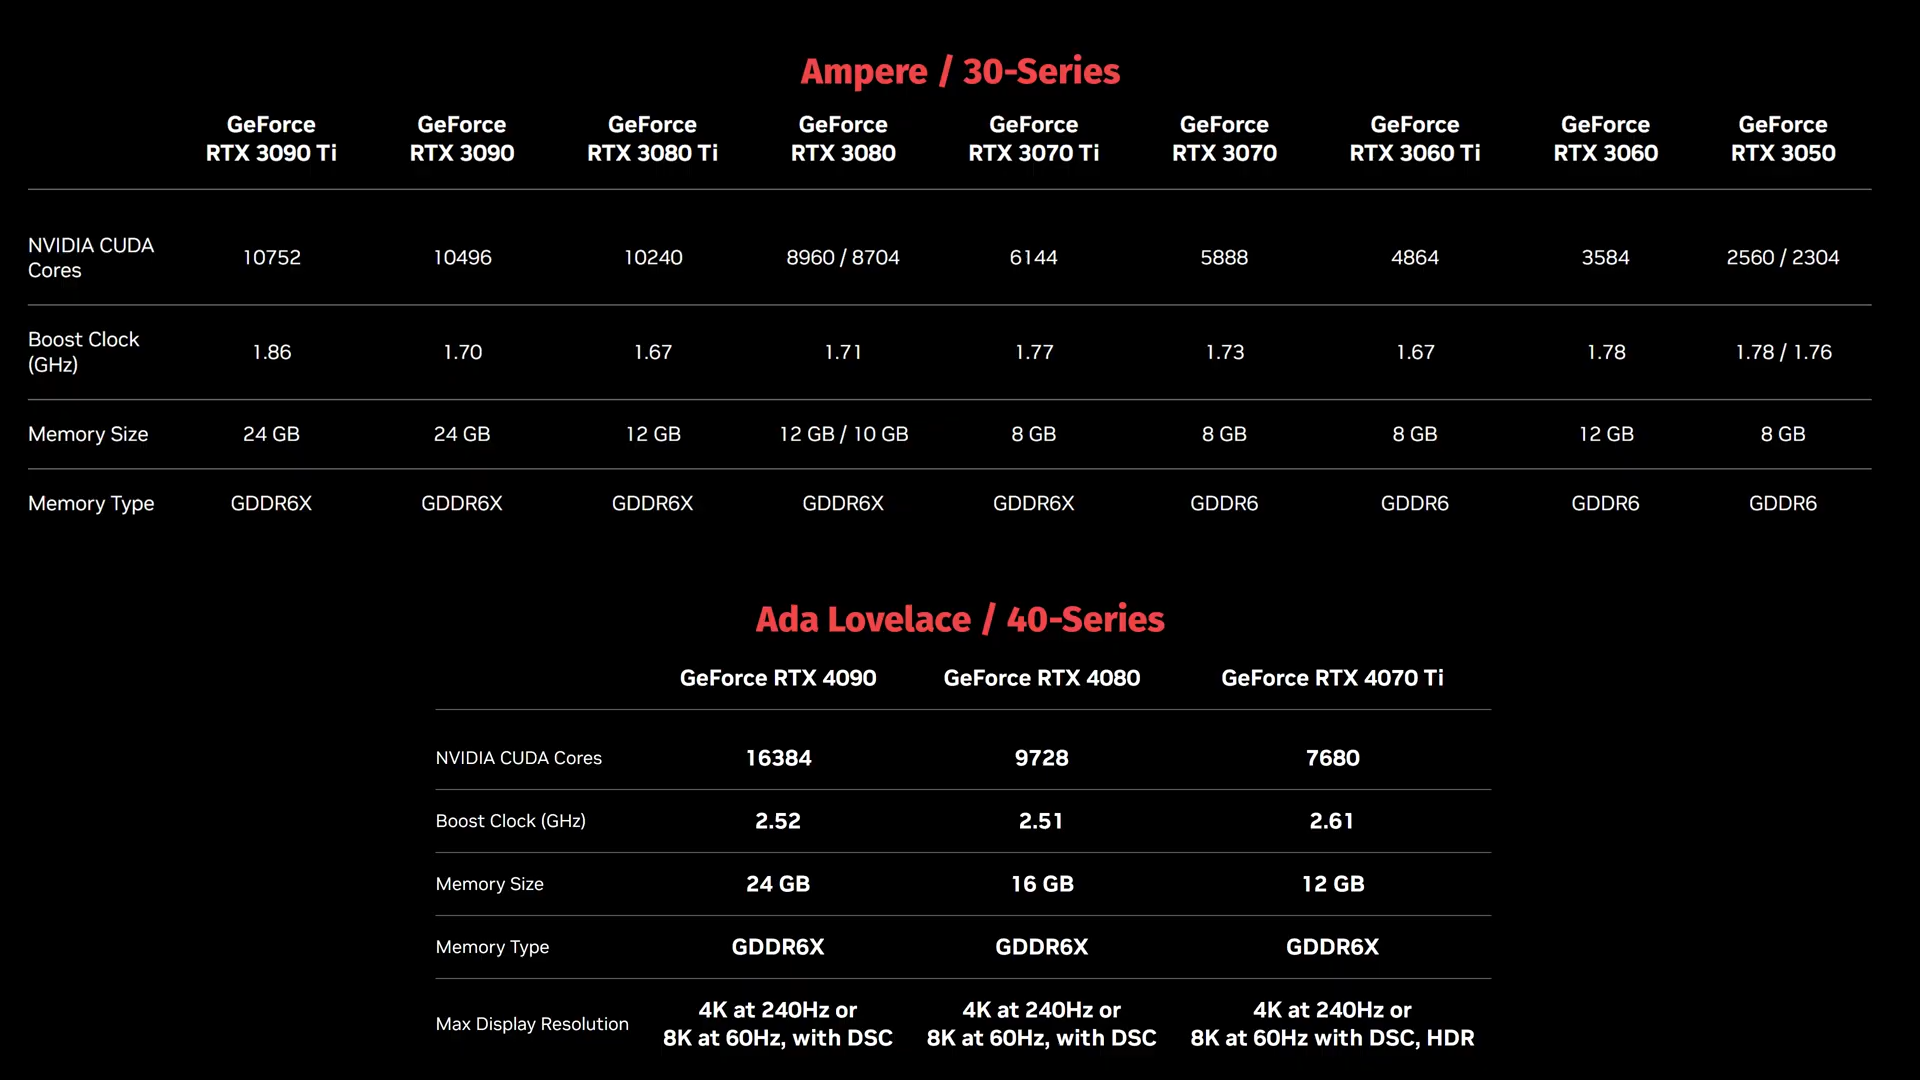 Ampere / 30-Series
GeForce RTX 3090 Ti GeForce RTX 3090 GeForce RTX 3080 Ti GeForce RTX 3080 GeForce RTX 3070 Ti GeForce RTX 3070 GeForce RTX 3060 Ti GeForce RTX 3060 GeForce RTX 3050
NVIDIA CUDA Cores 10752 10496 10240 8960 / 8704 6144 5888 4864 3584 2560 / 2304
Boost Clock (GHz) 1.86 1.70 1.67 1.71 1.77 1.73 1.67 1.78 1.78 / 1.76
Memory Size 24 GB 24 GB 12 GB 12 GB / 10 GB 8 GB 8 GB 8 GB 12 GB 8 GB
Memory Type GDDR6X GDDR6X GDDR6X GDDR6X GDDR6X GDDR6 GDDR6 GDDR6 GDDR6
Ada Lovelace / 40-Series
GeForce RTX 4090 GeForce RTX 4080 GeForce RTX 4070 Ti
NVIDIA CUDA Cores 16384 9728 7680
Boost Clock (GHz) 2.52 2.51 2.61
Memory Size 24 GB 16 GB 12 GB
Memory Type GDDR6X GDDR6X GDDR6X
Max Display Resolution 4K at 240Hz or 8K at 60Hz, with DSC 4K at 240Hz or 8K at 60Hz, with DSC 4K at 240Hz or 8K at 60Hz with DSC, HDR